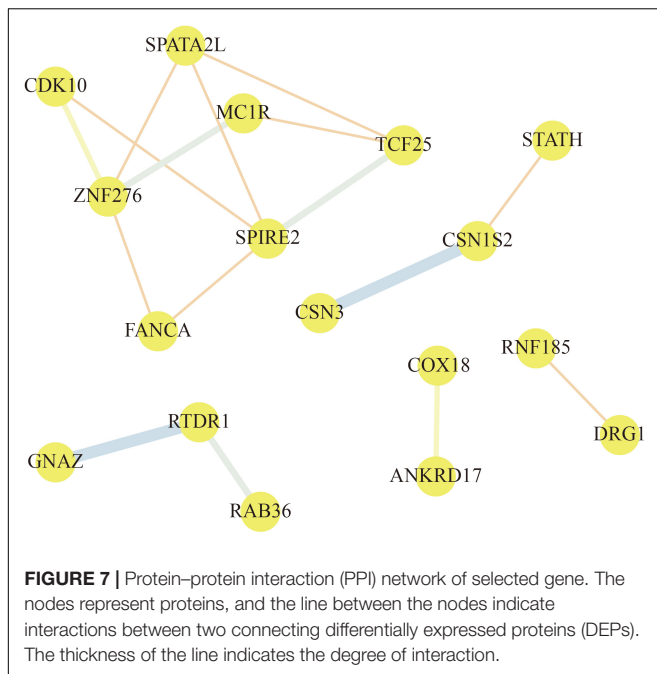 SPATA2L
CDK10
MC1R
TCF25
STATH
ZNF276
SPIRE2
CSN1S2
CSN3
FANCA
RNF185
COX18
RTDR1
DRG1
GNAZ
ANKRD17
RAB36
FIGURE 7 | Protein–protein interaction (PPI) network of selected gene. The
nodes represent proteins, and the line between the nodes indicate
interactions between two connecting differentially expressed proteins (DEPs).
The thickness of the line indicates the degree of interaction.